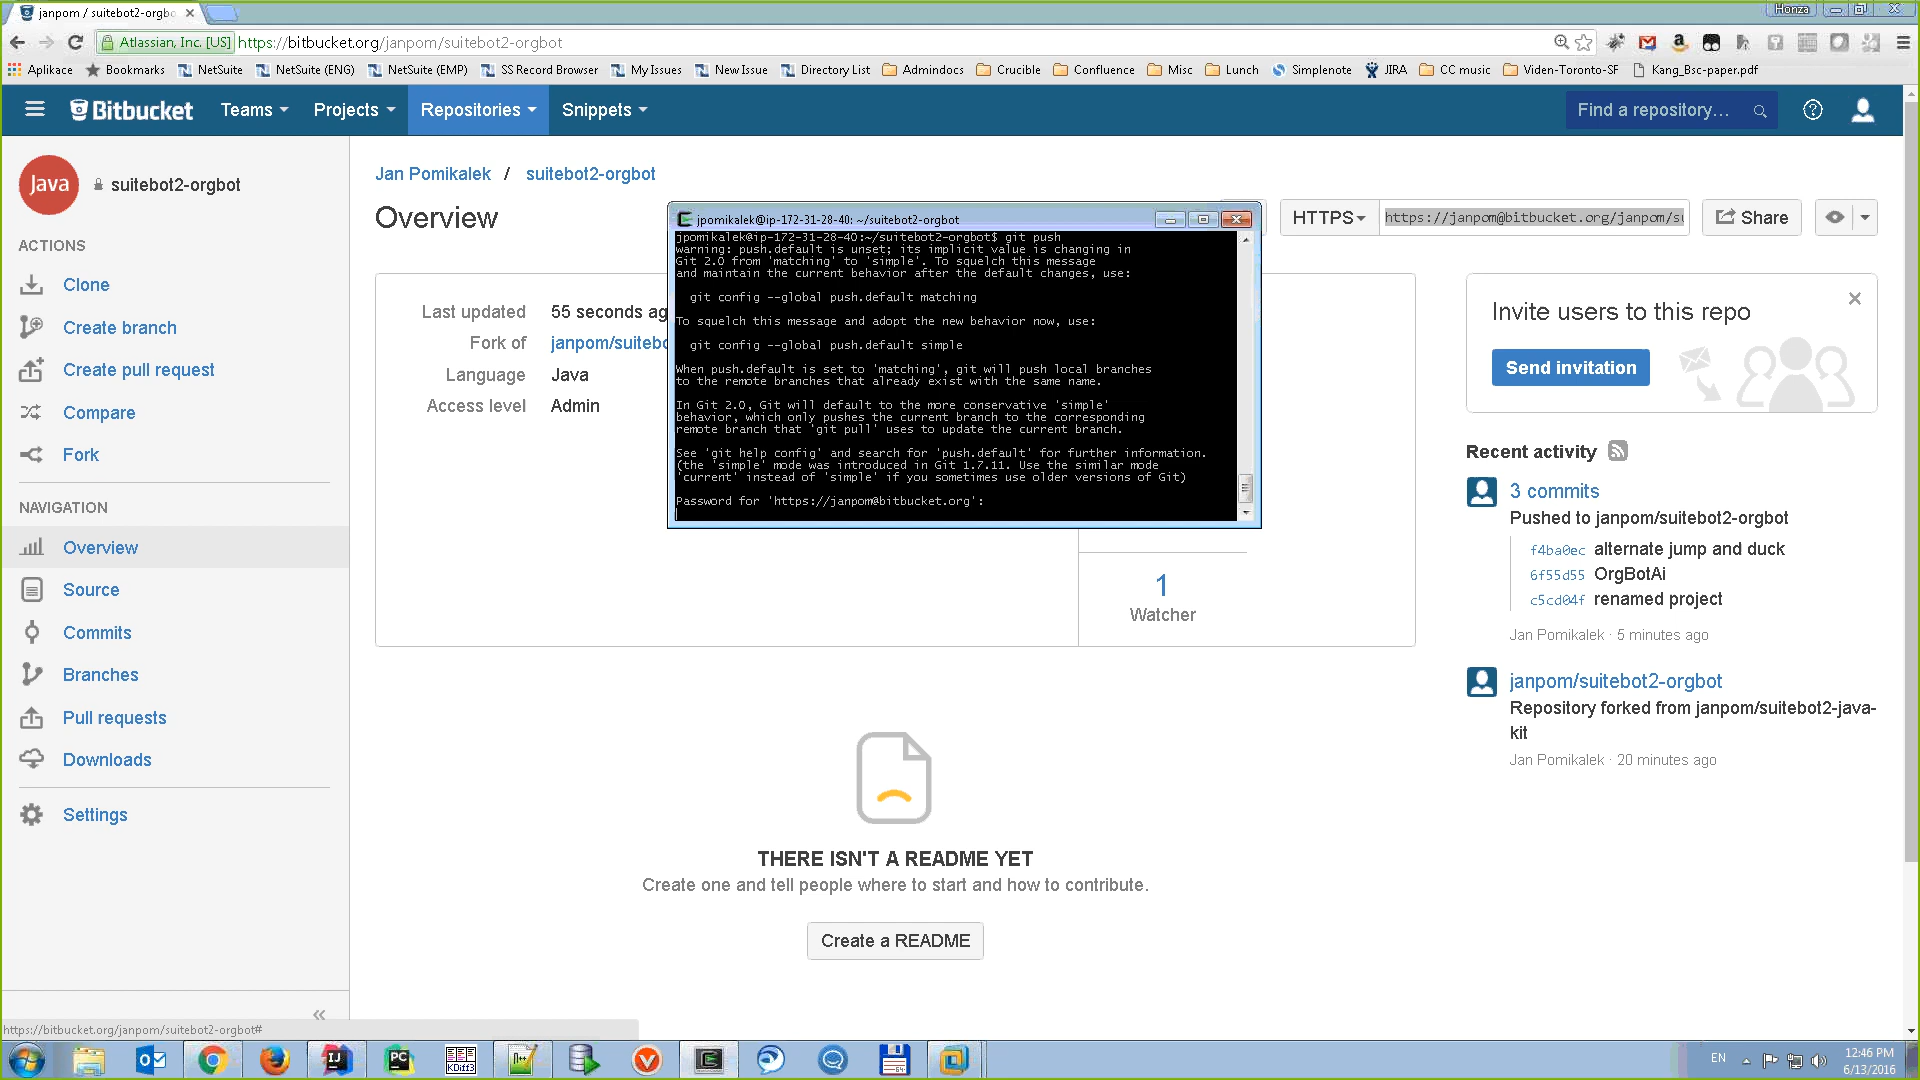 janpom / suitebot2-orgbo
Honza
Atlassian, Inc. [US] https://bitbucket.org/janpom/suitebot2-orgbot
Aplikace Bookmarks NetSuite NetSuite (ENG) NetSuite (EMP) SS Record Browser My Issues New Issue Directory List Admindocs Crucible Confluence Misc Lunch Simplenote JIRA CC music Viden-Toronto-SF Kang_Bsc-paper.pdf
Bitbucket Teams Projects Repositories Snippets Find a repository...
Java suitebot2-orgbot
ACTIONS
Clone
Create branch
Create pull request
Compare
Fork
NAVIGATION
Overview
Source
Commits
Branches
Pull requests
Downloads
Settings
Jan Pomikalek / suitebot2-orgbot
Overview
HTTPS https://janpom@bitbucket.org/janpom/su Share
Last updated 55 seconds ag
Fork of janpom/suitebo
Language Java
Access level Admin
jpomikalek@ip-172-31-28-40: ~/suitebot2-orgbot
jpomikalek@ip-172-31-28-40:~/suitebot2-orgbot$ git push
warning: push.default is unset; its implicit value is changing in
Git 2.0 from 'matching' to 'simple'. To squelch this message
and maintain the current behavior after the default changes, use:
git config --global push.default matching
To squelch this message and adopt the new behavior now, use:
git config --global push.default simple
When push.default is set to 'matching', git will push local branches
to the remote branches that already exist with the same name.
In Git 2.0, Git will default to the more conservative 'simple'
behavior, which only pushes the current branch to the corresponding
remote branch that 'git pull' uses to update the current branch.
See 'git help config' and search for 'push.default' for further information.
(the 'simple' mode was introduced in Git 1.7.11. Use the similar mode
'current' instead of 'simple' if you sometimes use older versions of Git)
Password for 'https://janpom@bitbucket.org':
1
Watcher
THERE ISN'T A README YET
Create one and tell people where to start and how to contribute.
Create a README
Invite users to this repo
Send invitation
Recent activity
3 commits
Pushed to janpom/suitebot2-orgbot
f4ba0ec alternate jump and duck
6f55d55 OrgBotAi
c5cd04f renamed project
Jan Pomikalek · 5 minutes ago
janpom/suitebot2-orgbot
Repository forked from janpom/suitebot2-java-
kit
Jan Pomikalek · 20 minutes ago
https://bitbucket.org/janpom/suitebot2-orgbot#
EN
12:46 PM
6/13/2016